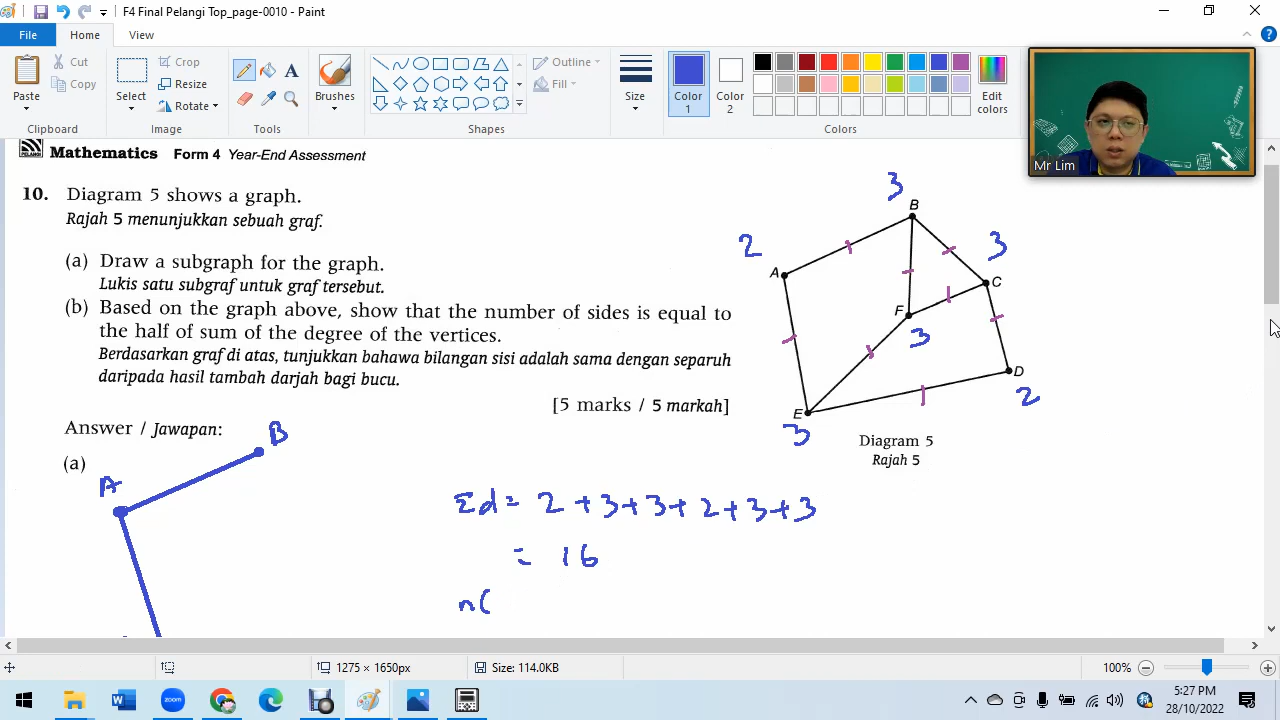 F4 Final Pelangi Top_page-0010 - Paint
File
Home
View
Paste
Cut
Copy
Clipboard
Select
Crop
Resize
Rotate
Image
A
Tools
Brushes
Outline
Fill
Shapes
Size
Color 1
Color 2
Edit colors
Colors
Mr Lim
PELANGI
Mathematics Form 4 Year-End Assessment
10. Diagram 5 shows a graph.
Rajah 5 menunjukkan sebuah graf.
(a) Draw a subgraph for the graph.
Lukis satu subgraf untuk graf tersebut.
(b) Based on the graph above, show that the number of sides is equal to
the half of sum of the degree of the vertices.
Berdasarkan graf di atas, tunjukkan bahawa bilangan sisi adalah sama dengan separuh
daripada hasil tambah darjah bagi bucu.
[5 marks / 5 markah]
3
B
2
A
3
C
F
3
D
2
E
3
Diagram 5
Rajah 5
Answer / Jawapan:
(a)
B
A
Σd = 2 + 3 + 3 + 2 + 3 + 3
= 16
n(
1275 × 1650px
Size: 114.0KB
100%
zoom
5:27 PM
28/10/2022